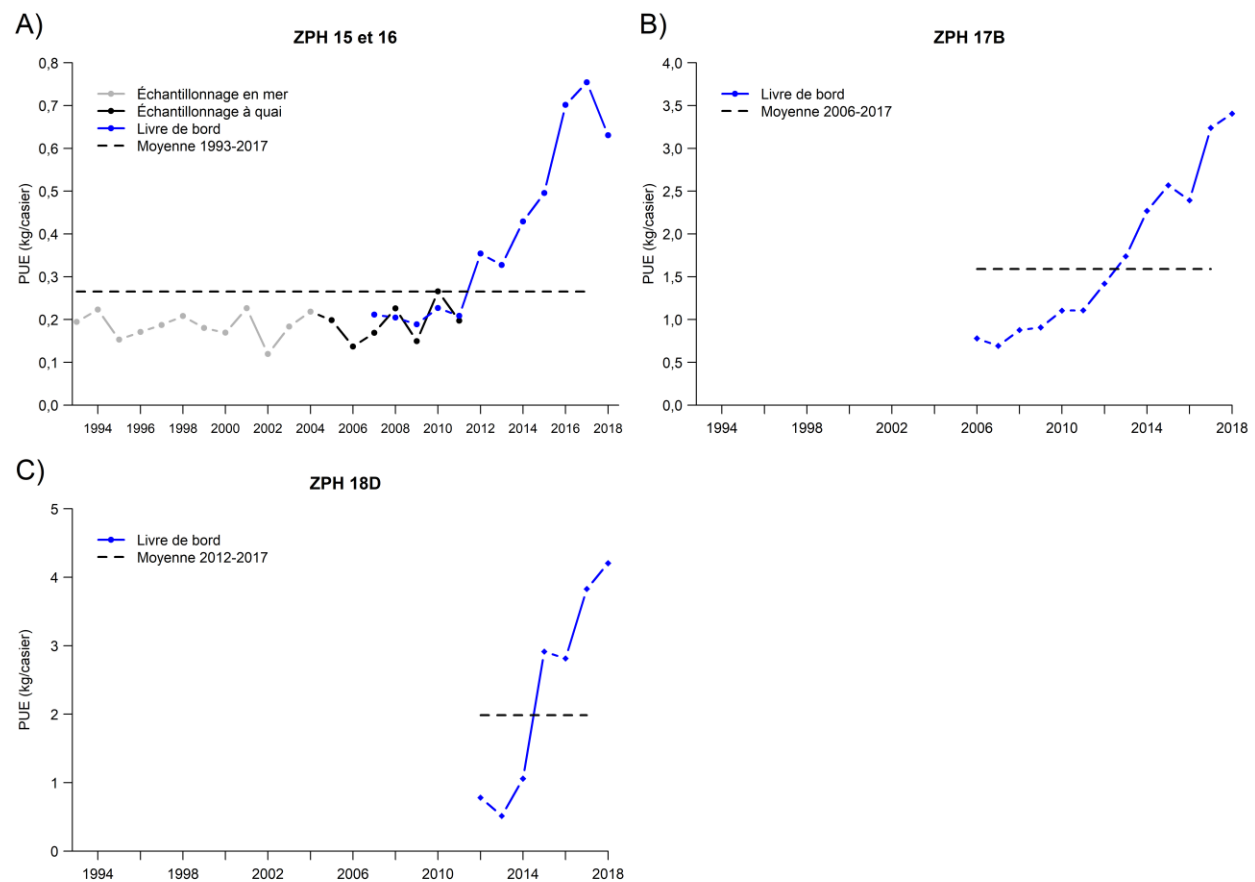 A)
ZPH 15 et 16
0,8
0,7
0,6
0,5
0,4
0,3
0,2
0,1
0,0
PUE (kg/casier)
Échantillonnage en mer
Échantillonnage à quai
Livre de bord
Moyenne 1993-2017
1994 1996 1998 2000 2002 2004 2006 2008 2010 2012 2014 2016 2018
B)
ZPH 17B
4,0
3,5
3,0
2,5
2,0
1,5
1,0
0,5
0,0
PUE (kg/casier)
Livre de bord
Moyenne 2006-2017
1994 1998 2002 2006 2010 2014 2018
C)
ZPH 18D
5
4
3
2
1
0
PUE (kg/casier)
Livre de bord
Moyenne 2012-2017
1994 1998 2002 2006 2010 2014 2018